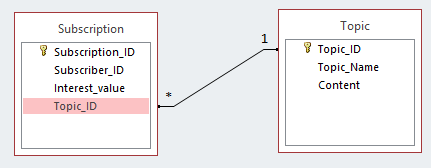 Subscription
Subscription_ID
Subscriber_ID
Interest_value
Topic_ID
*
1
Topic
Topic_ID
Topic_Name
Content